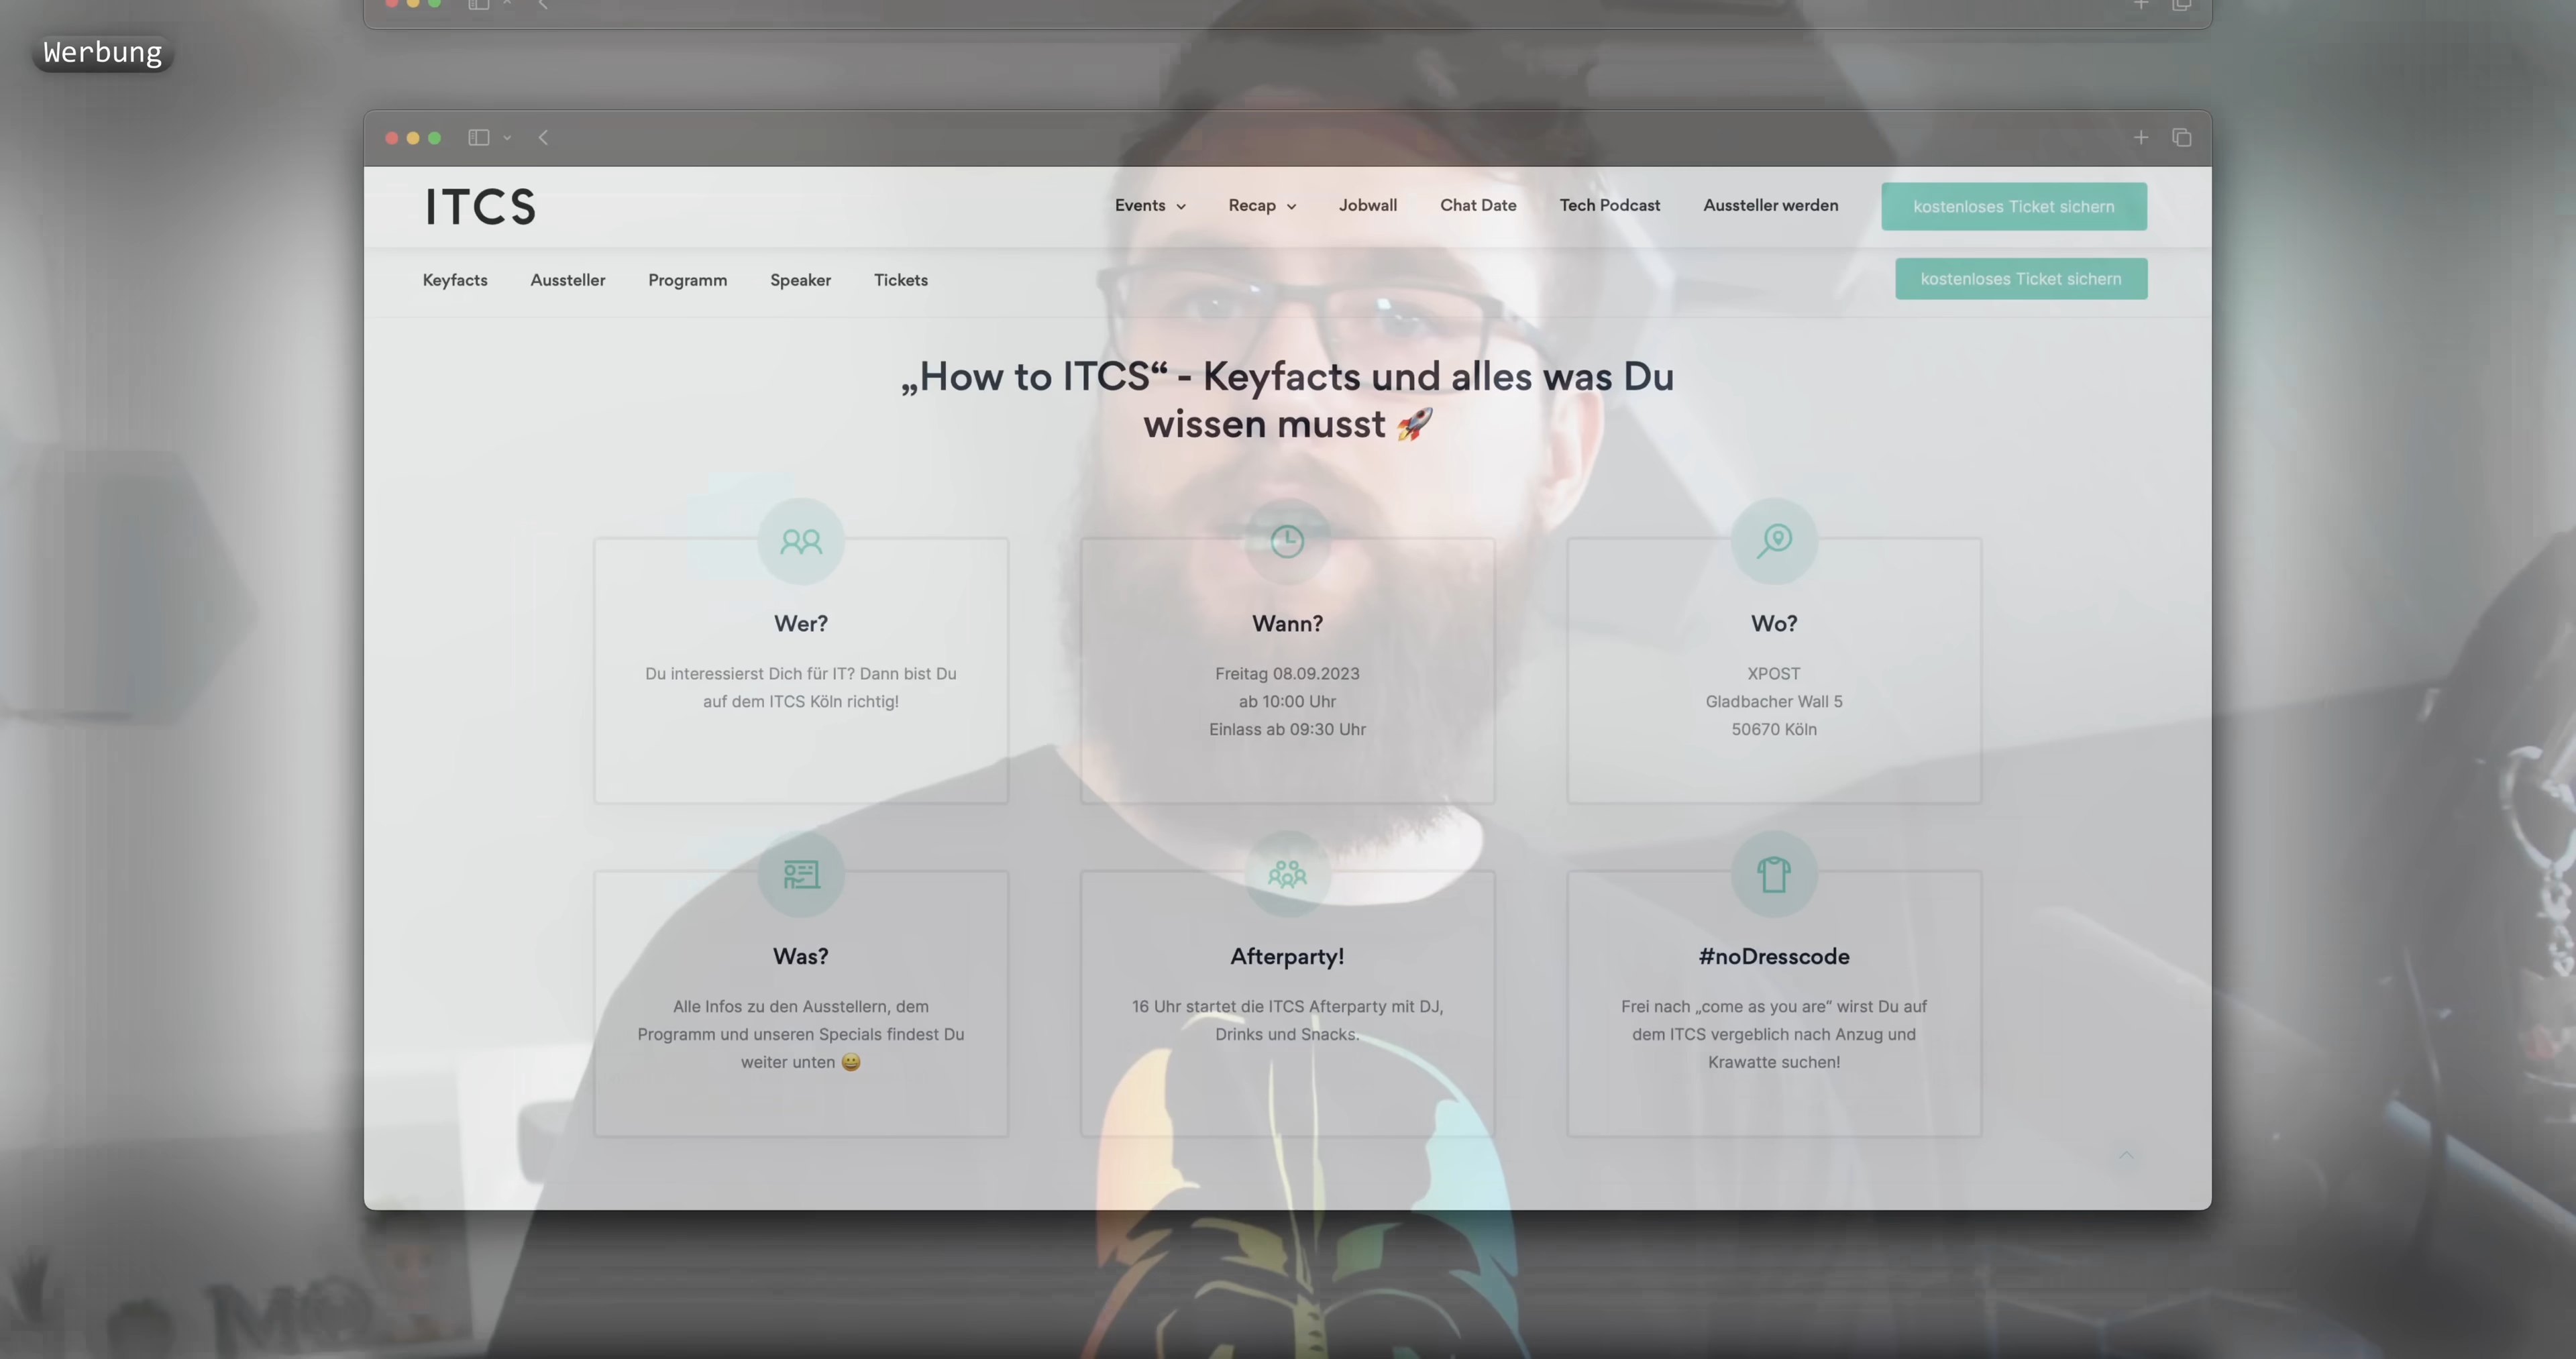 Werbung
ITCS
Events
Recap
Jobwall
Chat Date
Tech Podcast
Aussteller werden
kostenloses Ticket sichern
Keyfacts
Aussteller
Programm
Speaker
Tickets
kostenloses Ticket sichern
„How to ITCS“ - Keyfacts und alles was Du
wissen musst 🚀
Wer?
Du interessierst Dich für IT? Dann bist Du
auf dem ITCS Köln richtig!
Wann?
Freitag 08.09.2023
ab 10:00 Uhr
Einlass ab 09:30 Uhr
Wo?
XPOST
Gladbacher Wall 5
50670 Köln
Was?
Alle Infos zu den Ausstellern, dem
Programm und unseren Specials findest Du
weiter unten 😀
Afterparty!
16 Uhr startet die ITCS Afterparty mit DJ,
Drinks und Snacks.
#noDresscode
Frei nach „come as you are“ wirst Du auf
dem ITCS vergeblich nach Anzug und
Krawatte suchen!